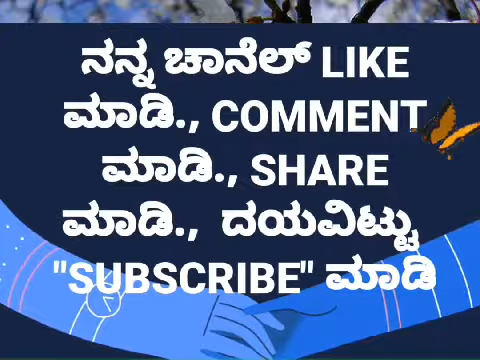 ನನ್ನ ಚಾನೆಲ್ LIKE
ಮಾಡಿ., COMMENT
ಮಾಡಿ., SHARE
ಮಾಡಿ., ದಯವಿಟ್ಟು
"SUBSCRIBE" ಮಾಡಿ